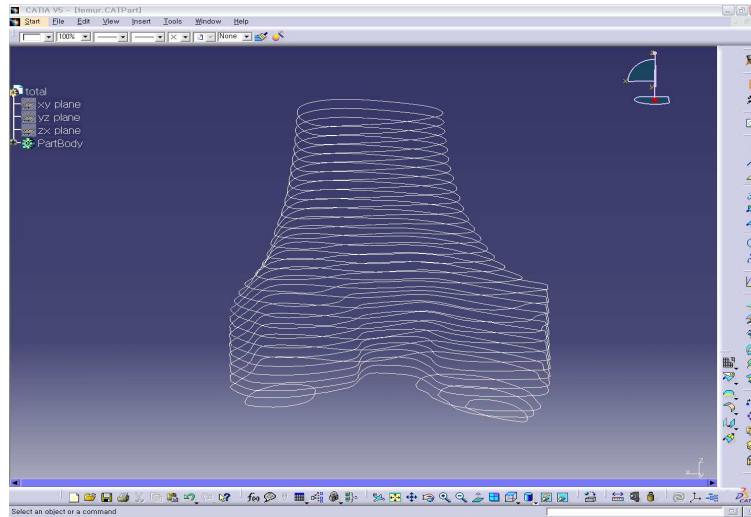 CATIA V5 - [femur.CATPart]
Start File Edit View Insert Tools Window Help
100% None
total
xy plane
yz plane
zx plane
PartBody
x
y
z
f(x)
Select an object or a command